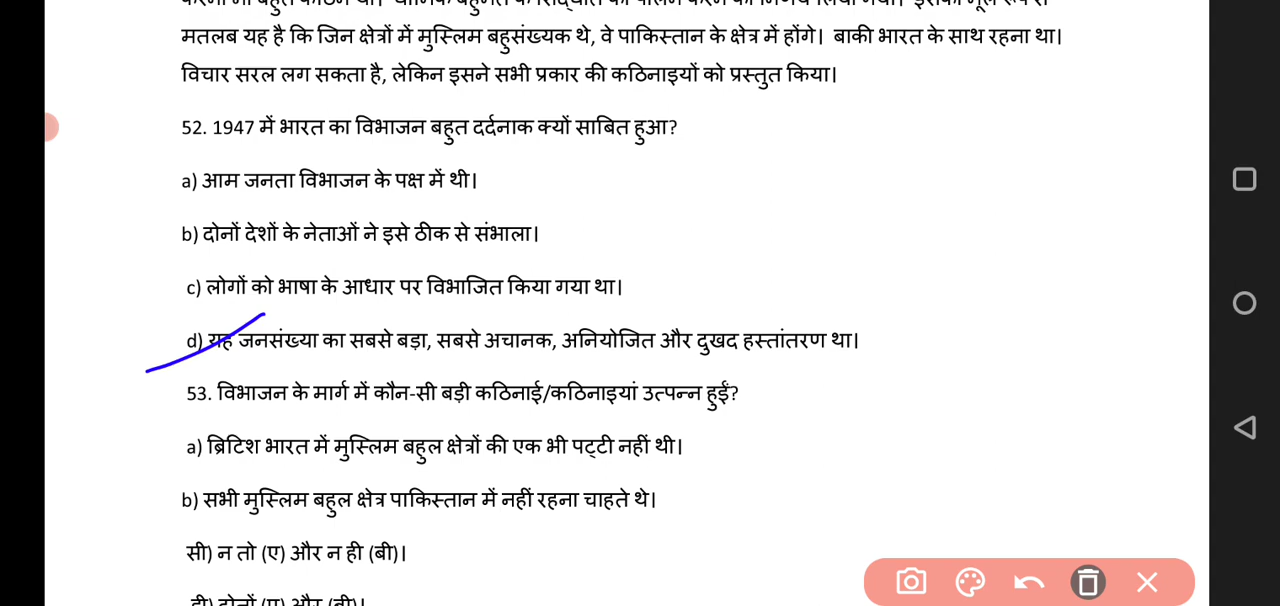 मतलब यह है कि जिन क्षेत्रों में मुस्लिम बहुसंख्यक थे, वे पाकिस्तान के क्षेत्र में होंगे। बाकी भारत के साथ रहना था।
विचार सरल लग सकता है, लेकिन इसने सभी प्रकार की कठिनाइयों को प्रस्तुत किया।
52. 1947 में भारत का विभाजन बहुत दर्दनाक क्यों साबित हुआ?
a) आम जनता विभाजन के पक्ष में थी।
b) दोनों देशों के नेताओं ने इसे ठीक से संभाला।
c) लोगों को भाषा के आधार पर विभाजित किया गया था।
d) यह जनसंख्या का सबसे बड़ा, सबसे अचानक, अनियोजित और दुखद हस्तांतरण था।
53. विभाजन के मार्ग में कौन-सी बड़ी कठिनाई/कठिनाइयां उत्पन्न हुईं?
a) ब्रिटिश भारत में मुस्लिम बहुल क्षेत्रों की एक भी पट्टी नहीं थी।
b) सभी मुस्लिम बहुल क्षेत्र पाकिस्तान में नहीं रहना चाहते थे।
सी) न तो (ए) और न ही (बी)।
डी) दोनों (ए) और (बी)।